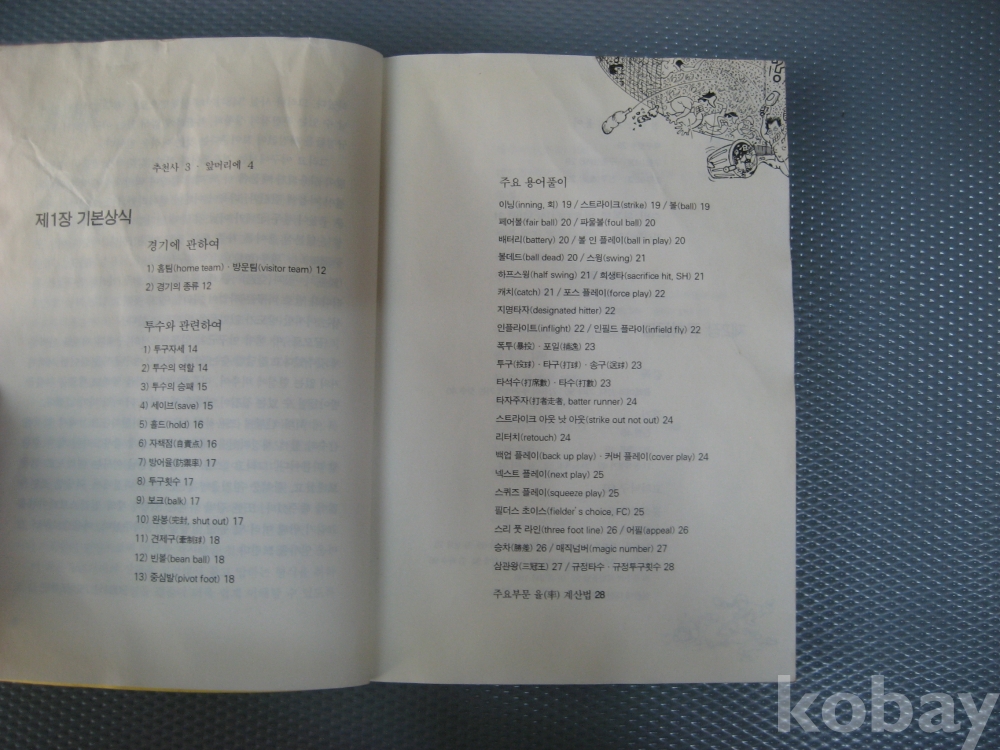 추천사 3 · 앞머리에 4
제1장 기본상식
경기에 관하여
1) 홈팀(home team) · 방문팀(visitor team) 12
2) 경기의 종류 12
투수와 관련하여
1) 투구자세 14
2) 투수의 역할 14
3) 투수의 승패 15
4) 세이브(save) 15
5) 홀드(hold) 16
6) 자책점(自責点) 16
7) 방어율(防禦率) 17
8) 투구횟수 17
9) 보크(balk) 17
10) 완봉(完封, shut out) 17
11) 견제구(牽制球) 18
12) 빈볼(bean ball) 18
13) 중심발(pivot foot) 18
주요 용어풀이
이닝(inning, 회) 19 / 스트라이크(strike) 19 / 볼(ball) 19
페어볼(fair ball) 20 / 파울볼(foul ball) 20
배터리(battery) 20 / 볼 인 플레이(ball in play) 20
볼데드(ball dead) 20 / 스윙(swing) 21
하프스윙(half swing) 21 / 희생타(sacrifice hit, SH) 21
캐치(catch) 21 / 포스 플레이(force play) 22
지명타자(designated hitter) 22
인플라이트(inflight) 22 / 인필드 플라이(infield fly) 22
폭투(暴投) · 포일(捕逸) 23
투구(投球) · 타구(打球) · 송구(送球) 23
타석수(打席數) · 타수(打數) 23
타자주자(打者走者, batter runner) 24
스트라이크 아웃 낫 아웃(strike out not out) 24
리터치(retouch) 24
백업 플레이(back up play) · 커버 플레이(cover play) 24
넥스트 플레이(next play) 25
스퀴즈 플레이(squeeze play) 25
필더스 초이스(fielder's choice, FC) 25
스리 풋 라인(three foot line) 26 / 어필(appeal) 26
승차(勝差) 26 / 매직넘버(magic number) 27
삼관왕(三冠王) 27 / 규정타수 · 규정투구횟수 28
주요부문 율(率) 계산법 28
kobay